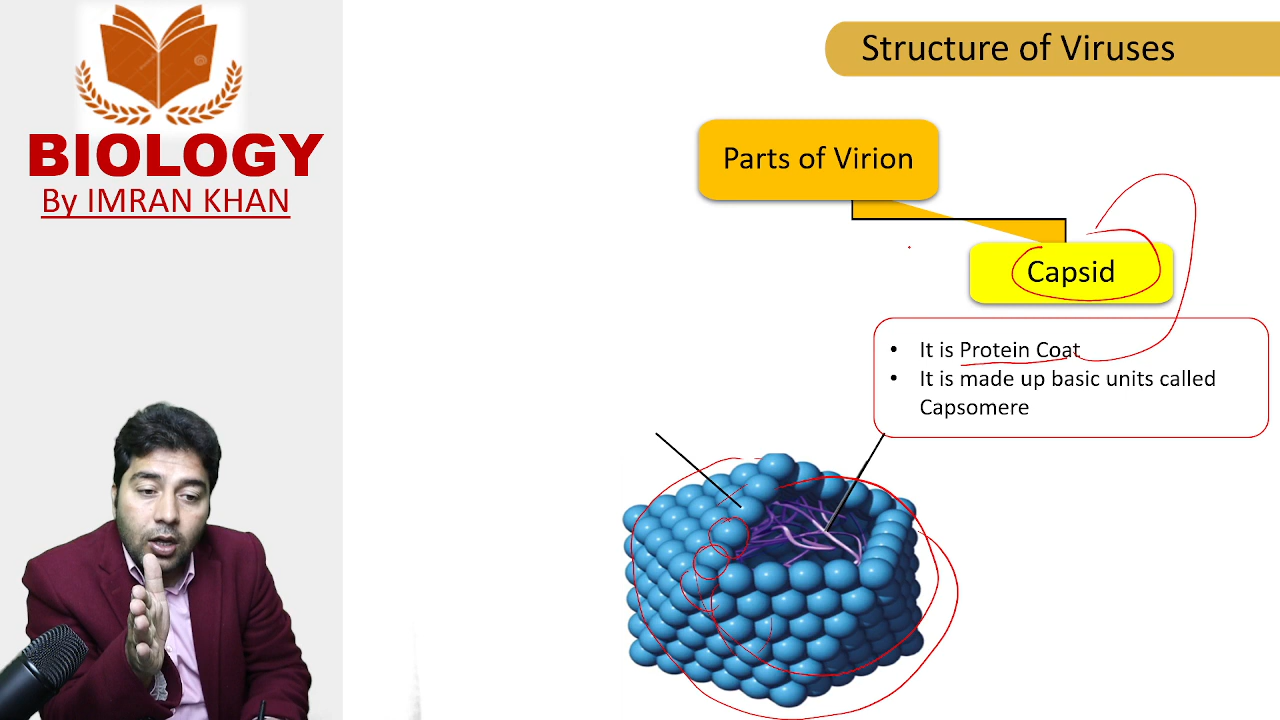 BIOLOGY
By IMRAN KHAN
Structure of Viruses
Parts of Virion
Capsid
• It is Protein Coat
• It is made up basic units called
Capsomere